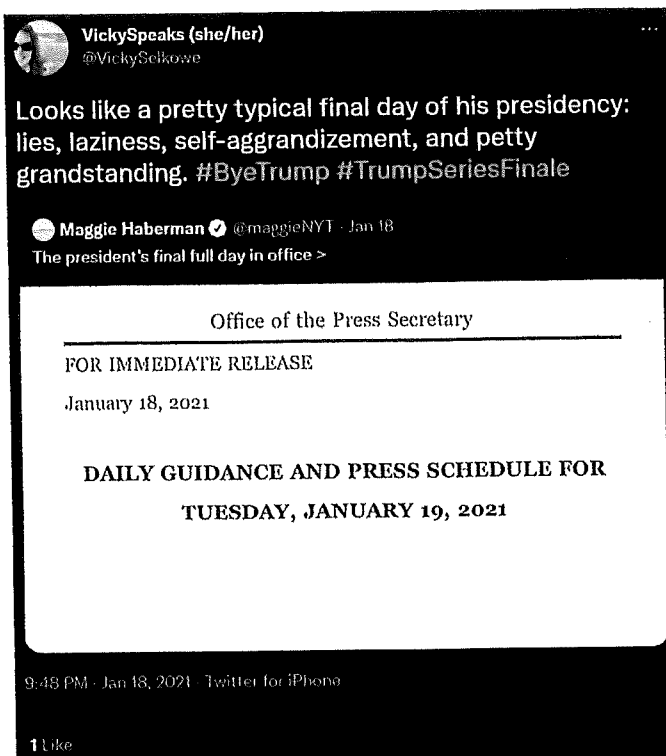 VickySpeaks (she/her)
@VickySelkowe
Looks like a pretty typical final day of his presidency:
lies, laziness, self-aggrandizement, and petty
grandstanding. #ByeTrump #TrumpSeriesFinale
Maggie Haberman @maggieNYT · Jan 18
The president's final full day in office >
Office of the Press Secretary
FOR IMMEDIATE RELEASE
January 18, 2021
DAILY GUIDANCE AND PRESS SCHEDULE FOR
TUESDAY, JANUARY 19, 2021
9:48 PM · Jan 18, 2021 · Twitter for iPhone
1 Like